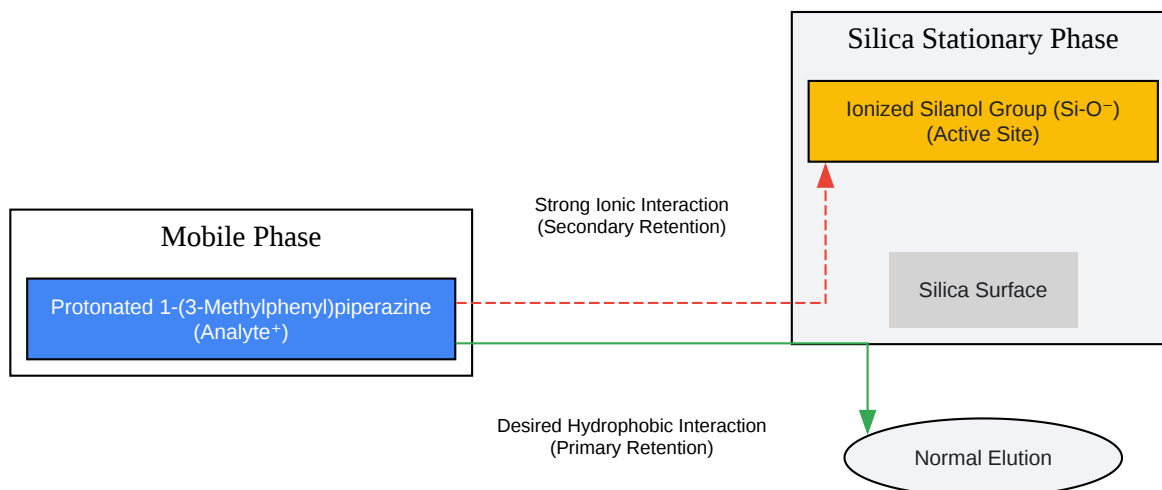 Silica Stationary Phase
Ionized Silanol Group (Si-O⁻)
(Active Site)
Strong Ionic Interaction
(Secondary Retention)
Mobile Phase
Protonated 1-(3-Methylphenyl)piperazine
(Analyte⁺)
Silica Surface
Desired Hydrophobic Interaction
(Primary Retention)
Normal Elution